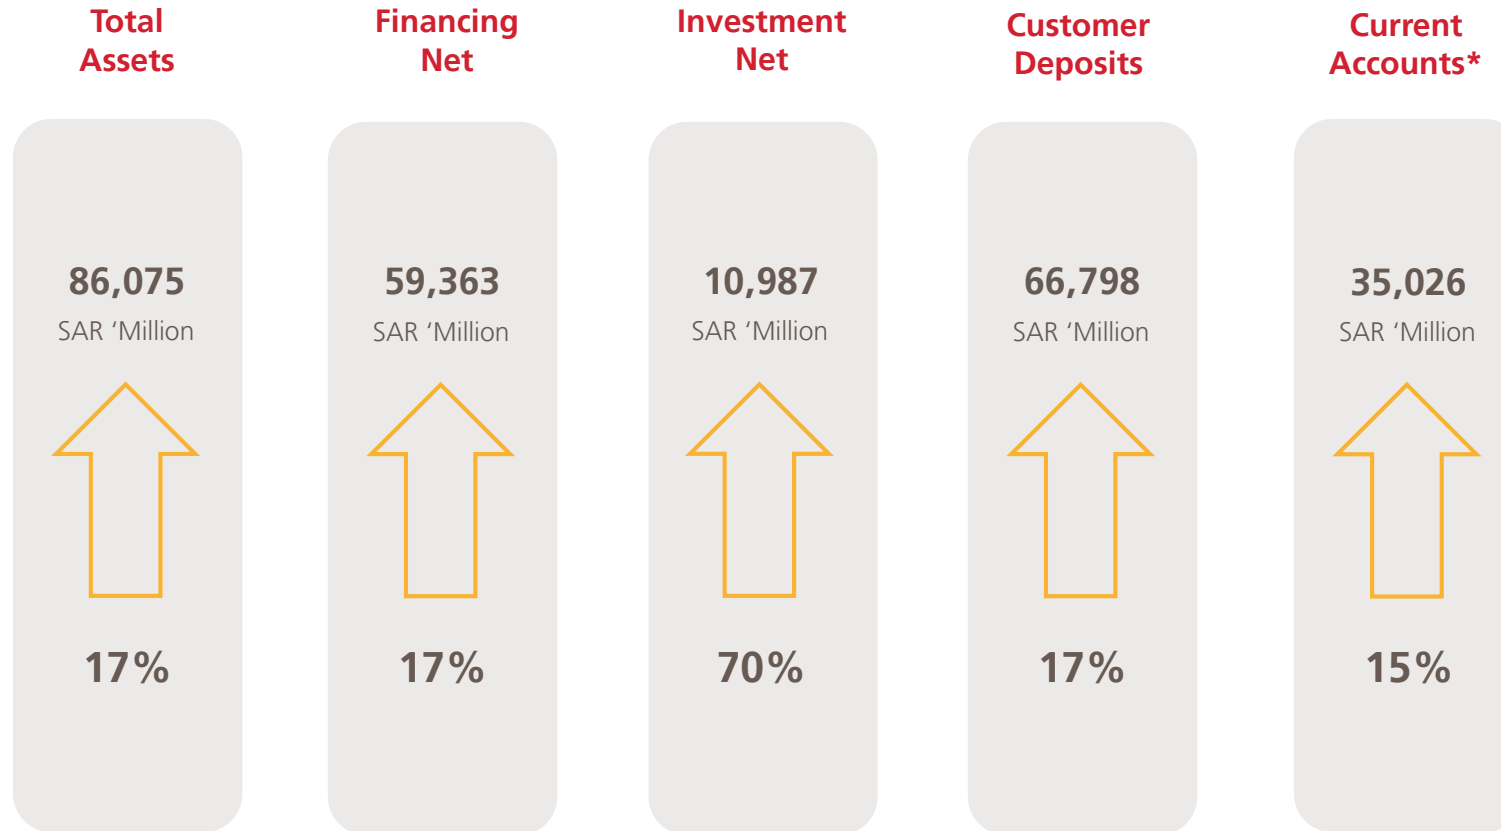 Total
Assets
86,075
SAR ‘Million
17%
Financing
Net
59,363
SAR ‘Million
17%
Investment
Net
10,987
SAR ‘Million
70%
Customer
Deposits
66,798
SAR ‘Million
17%
Current
Accounts*
35,026
SAR ‘Million
15%